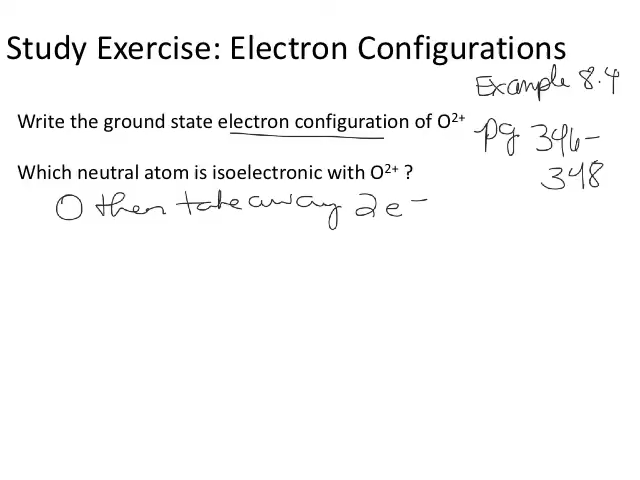 Study Exercise: Electron Configurations
Example 8.4
Write the ground state electron configuration of O²⁺
pg 346-
348
Which neutral atom is isoelectronic with O²⁺ ?
O then take away 2e⁻